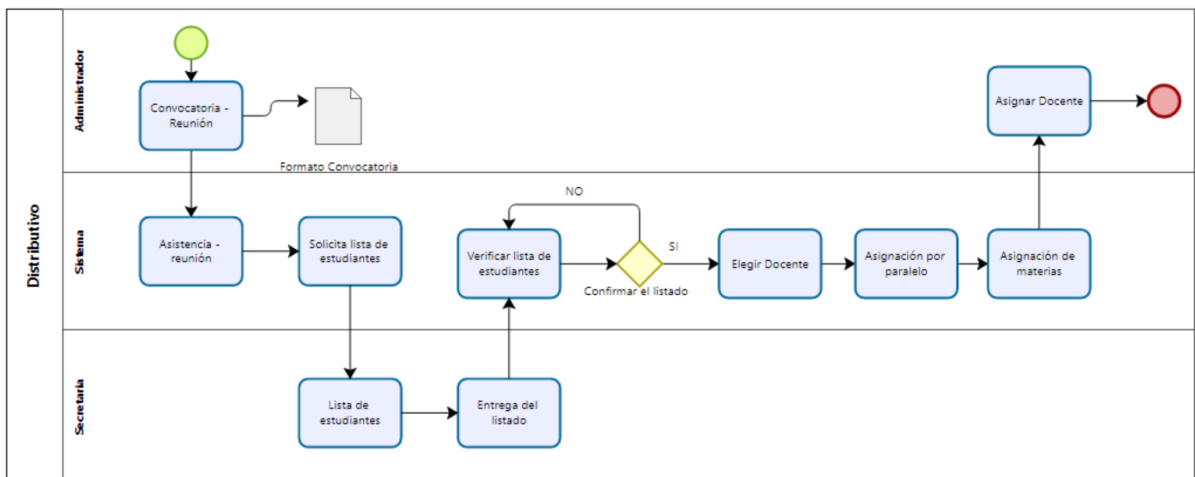 Distributivo
Administrador
Convocatoria -
Reunión
Formato Convocatoria
Asignar Docente
Sistema
Asistencia -
reunión
Solicita lista de
estudiantes
Verificar lista de
estudiantes
NO
SI
Confirmar el listado
Elegir Docente
Asignación por
paralelo
Asignación de
materias
Secretaria
Lista de
estudiantes
Entrega del
listado